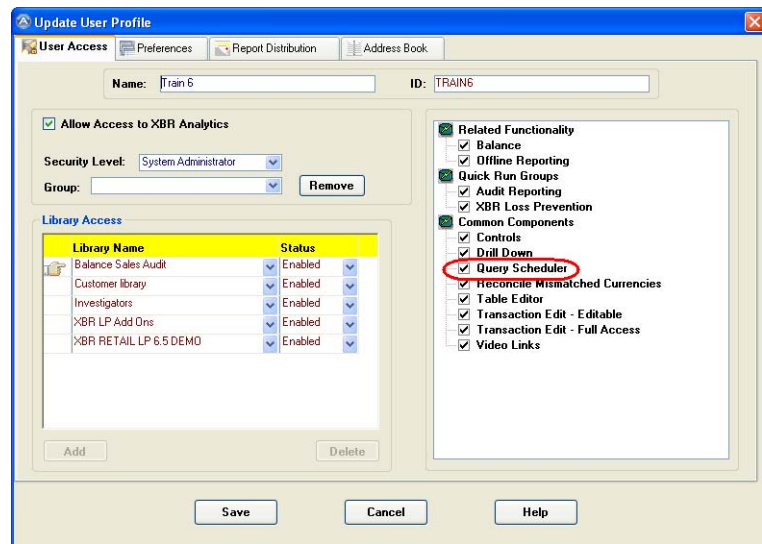 Update User Profile
User Access
Preferences
Report Distribution
Address Book
Name: Train 6
ID: TRAIN6
Allow Access to XBR Analytics
Security Level: System Administrator
Group:
Remove
Library Access
Library Name Status
Balance Sales Audit Enabled
Customer library Enabled
Investigators Enabled
XBR LP Add Ons Enabled
XBR RETAIL LP 6.5 DEMO Enabled
Add
Delete
Related Functionality
Balance
Offline Reporting
Quick Run Groups
Audit Reporting
XBR Loss Prevention
Common Components
Controls
Drill Down
Query Scheduler
Reconcile Mismatched Currencies
Table Editor
Transaction Edit - Editable
Transaction Edit - Full Access
Video Links
Save
Cancel
Help